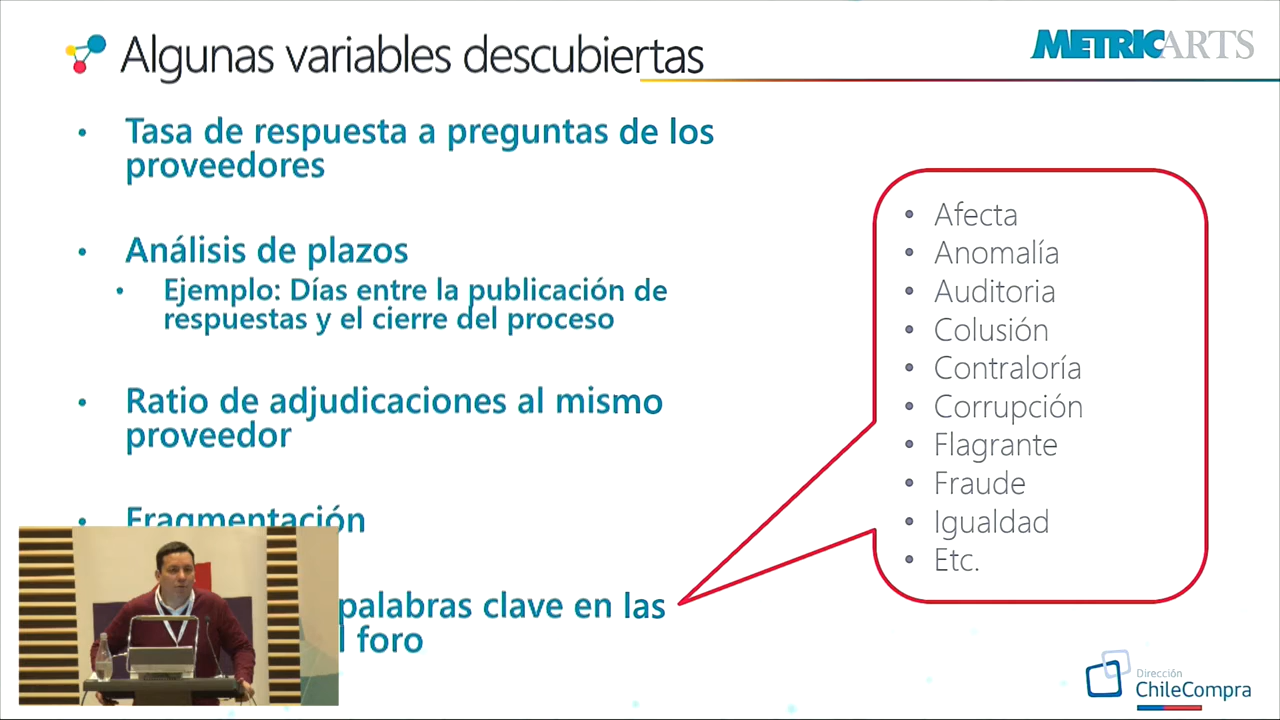 Algunas variables descubiertas
METRICARTS
• Tasa de respuesta a preguntas de los
proveedores
• Análisis de plazos
• Ejemplo: Días entre la publicación de
respuestas y el cierre del proceso
• Ratio de adjudicaciones al mismo
proveedor
• Fragmentación
palabras clave en las
foro
• Afecta
• Anomalía
• Auditoria
• Colusión
• Contraloría
• Corrupción
• Flagrante
• Fraude
• Igualdad
• Etc.
Dirección
ChileCompra